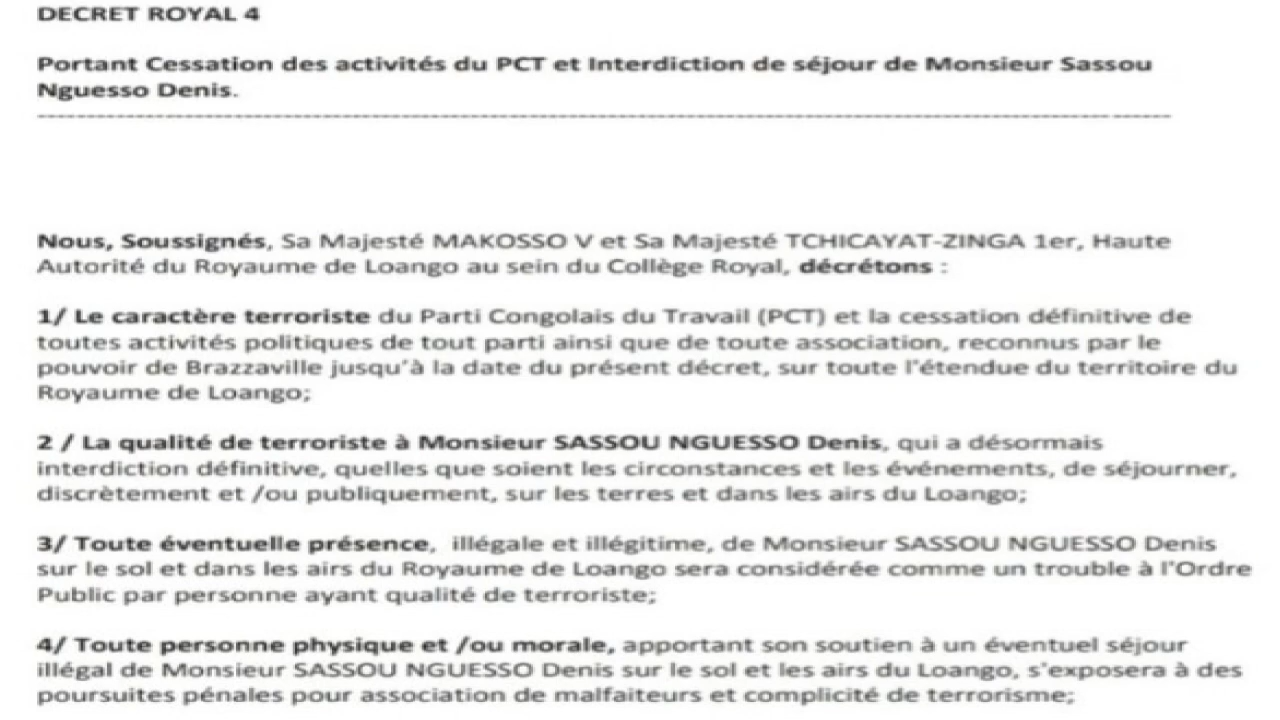 DECRET ROYAL 4
Portant Cessation des activités du PCT et Interdiction de séjour de Monsieur Sassou
Nguesso Denis.
Nous, Soussignés, Sa Majesté MAKOSSO V et Sa Majesté TCHICAYAT-ZINGA 1er, Haute
Autorité du Royaume de Loango au sein du Collège Royal, décrétons :
1/ Le caractère terroriste du Parti Congolais du Travail (PCT) et la cessation définitive de
toutes activités politiques de tout parti ainsi que de toute association, reconnus par le
pouvoir de Brazzaville jusqu'à la date du présent décret, sur toute l'étendue du territoire du
Royaume de Loango;
2 / La qualité de terroriste à Monsieur SASSOU NGUESSO Denis, qui a désormais
interdiction définitive, quelles que soient les circonstances et les événements, de séjourner,
discrètement et /ou publiquement, sur les terres et dans les airs du Loango;
3/ Toute éventuelle présence, illégale et illégitime, de Monsieur SASSOU NGUESSO Denis
sur le sol et dans les airs du Royaume de Loango sera considérée comme un trouble à l'Ordre
Public par personne ayant qualité de terroriste;
4/ Toute personne physique et /ou morale, apportant son soutien à un éventuel séjour
illégal de Monsieur SASSOU NGUESSO Denis sur le sol et les airs du Loango, s'exposera à des
poursuites pénales pour association de malfaiteurs et complicité de terrorisme;